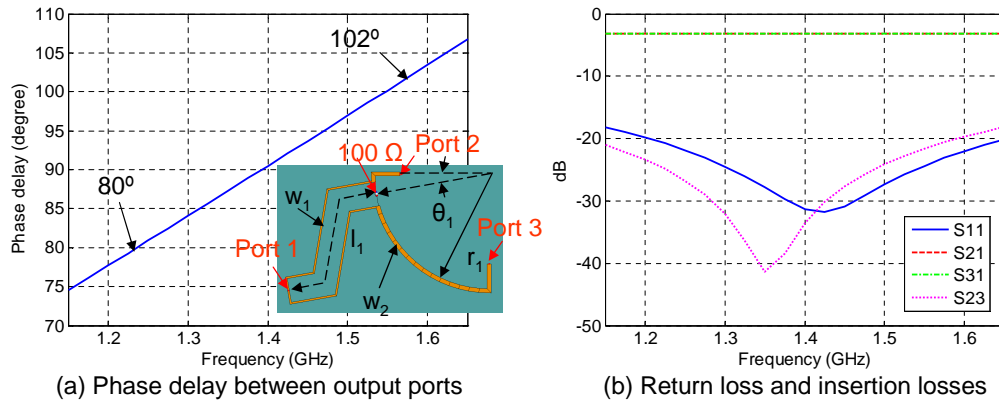 110
105
100
95
90
85
80
75
70
Phase delay (degree)
102º
80º
100 Ω
Port 2
w1
θ1
Port 1
l1
Port 3
r1
w2
1.2
1.3
1.4
1.5
1.6
Frequency (GHz)
(a) Phase delay between output ports
0
-10
-20
-30
-40
-50
dB
S11
S21
S31
S23
1.2
1.3
1.4
1.5
1.6
Frequency (GHz)
(b) Return loss and insertion losses